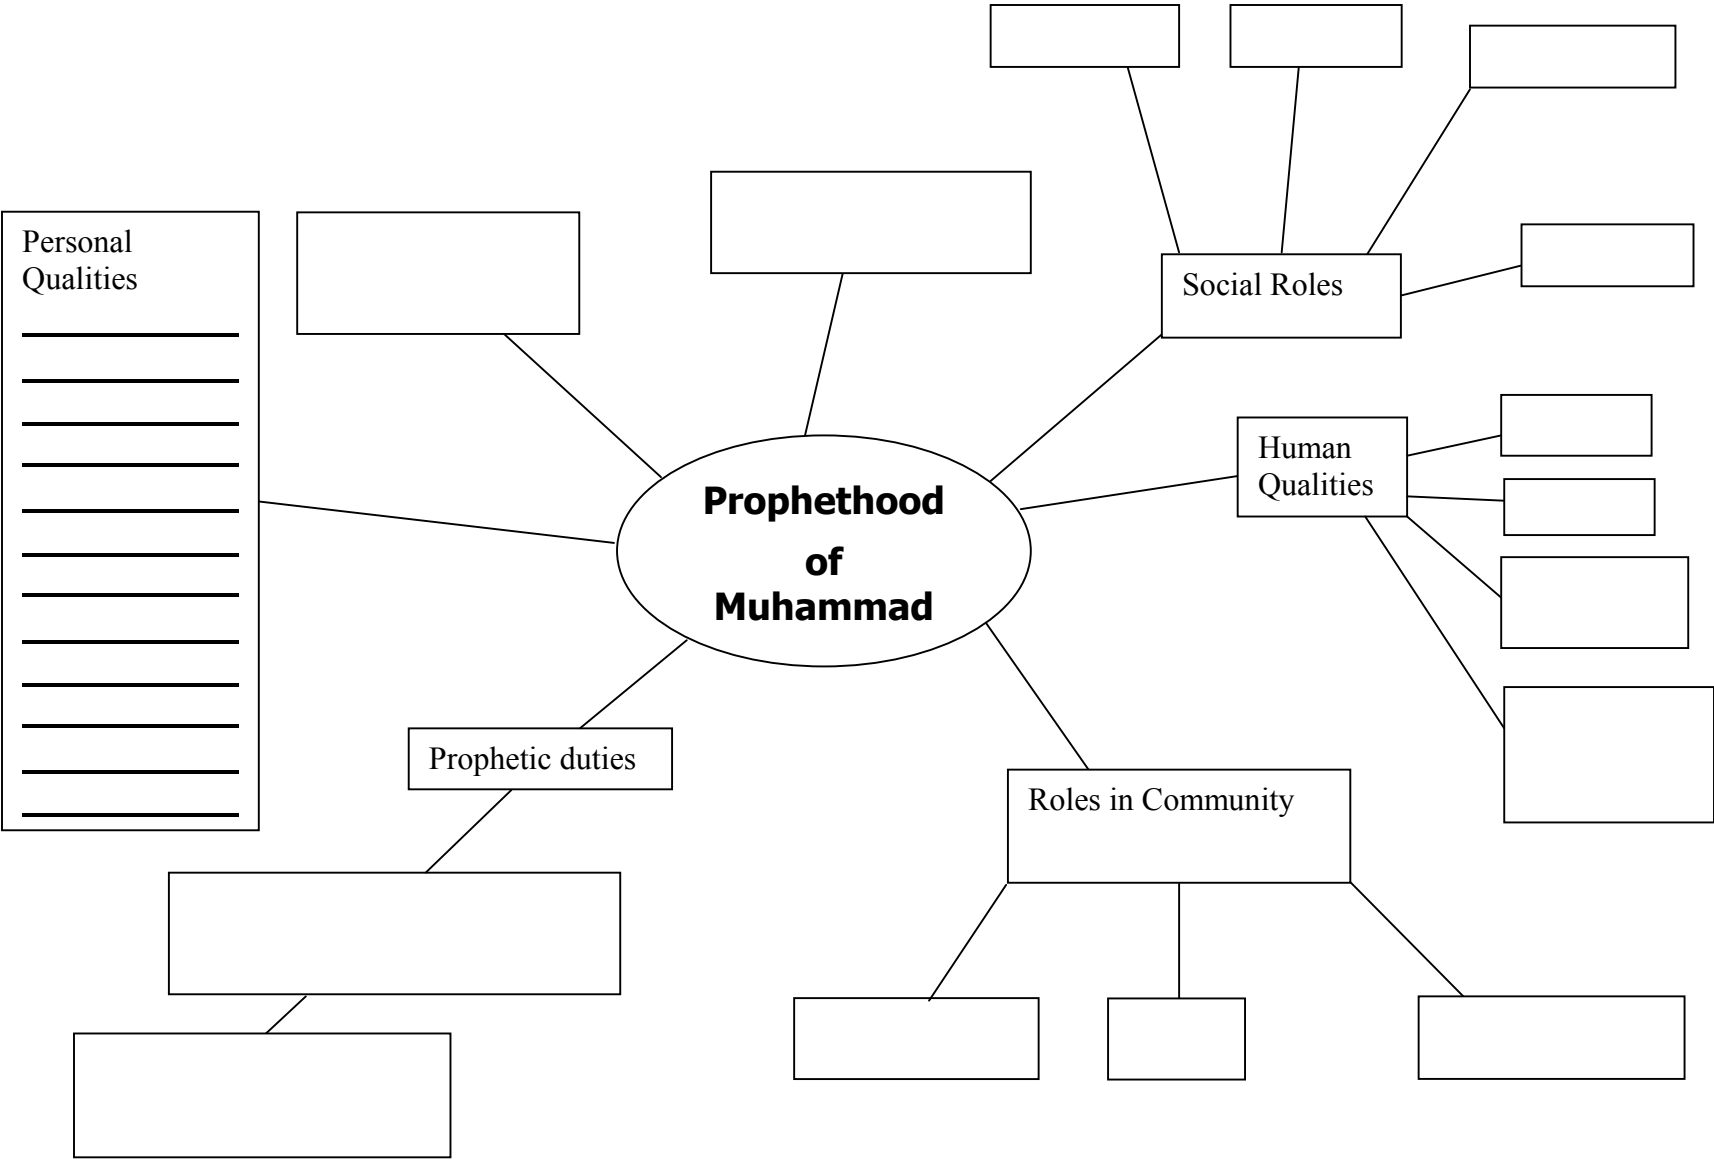 Personal
Qualities
Social Roles
Human
Qualities
Prophethood
of
Muhammad
Prophetic duties
Roles in Community